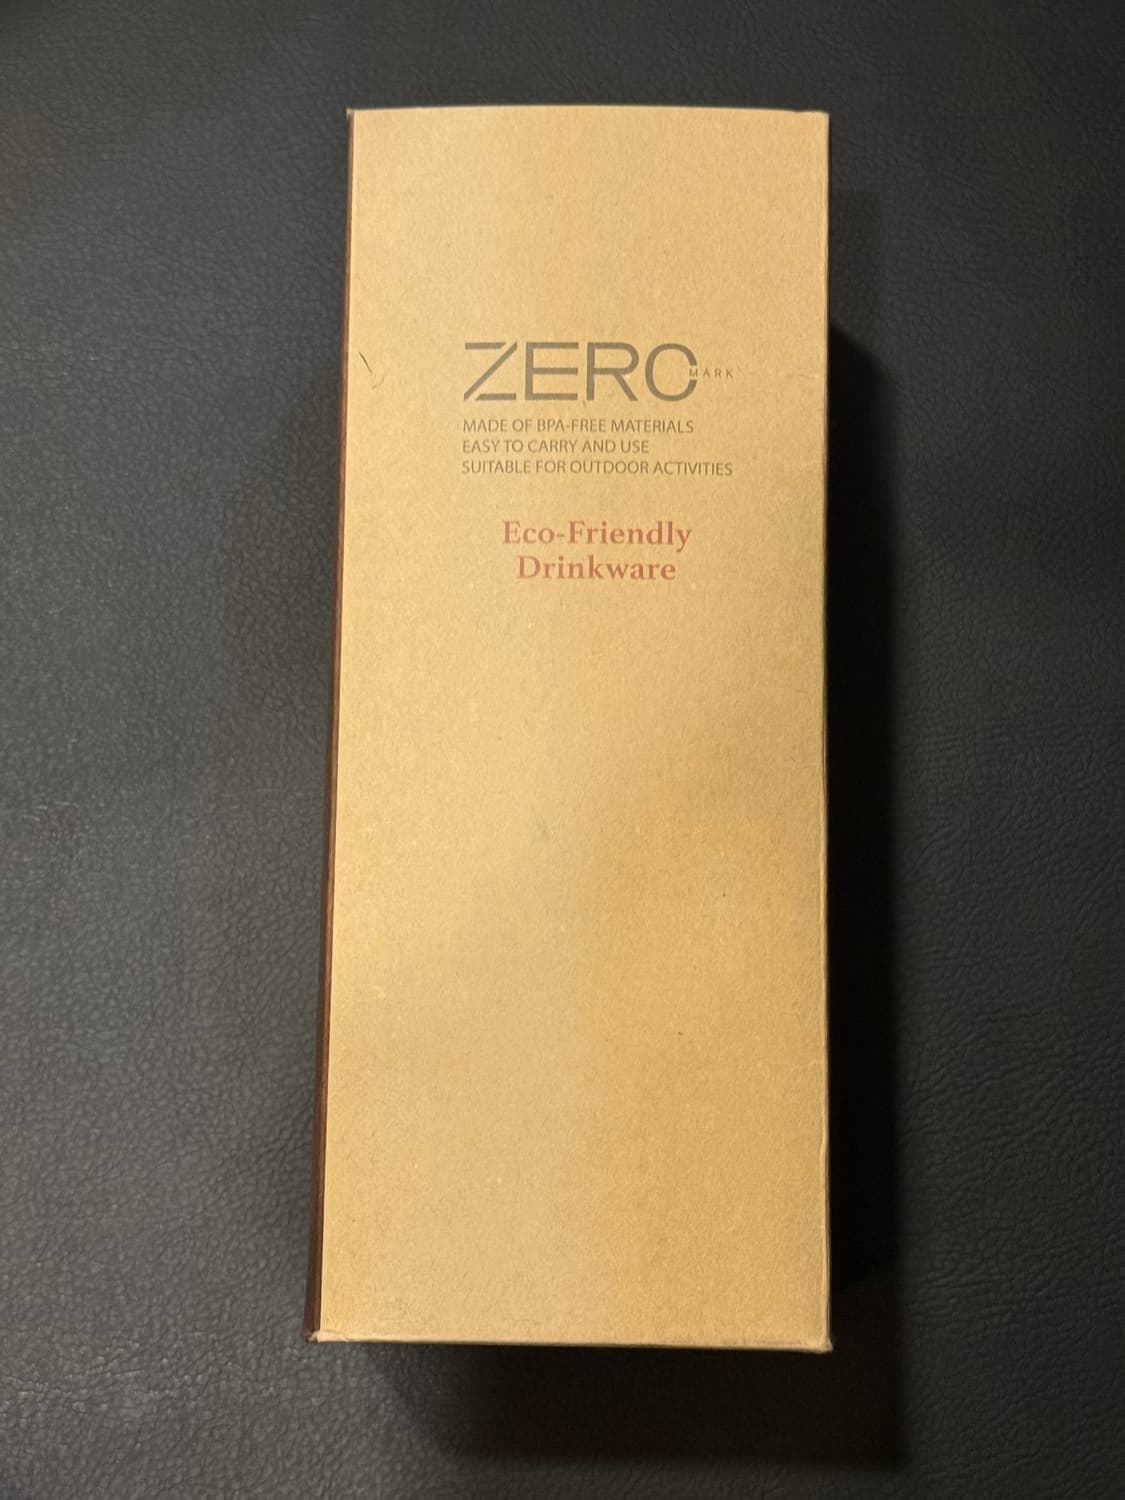 ZERO MARK
MADE OF BPA-FREE MATERIALS
EASY TO CARRY AND USE
SUITABLE FOR OUTDOOR ACTIVITIES
Eco-Friendly
Drinkware